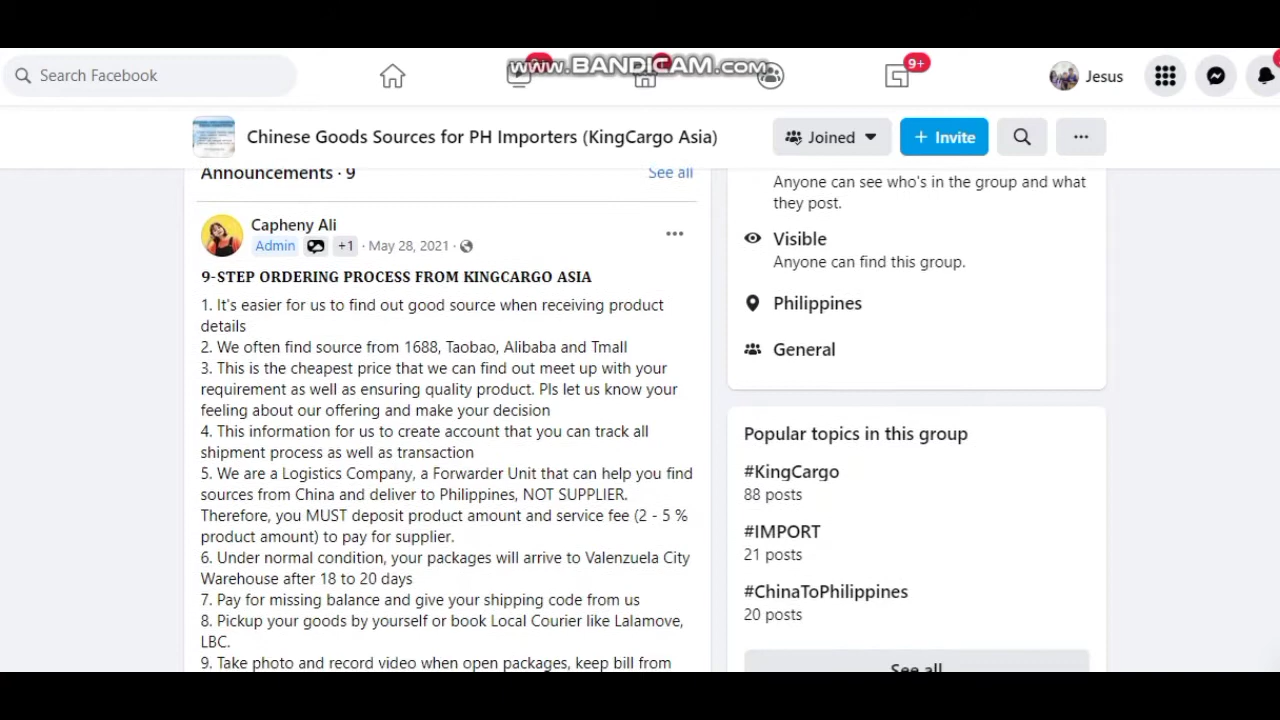 www.BANDICAM.com
Search Facebook
9+
Jesus
Chinese Goods Sources for PH Importers (KingCargo Asia)
Joined
+ Invite
Announcements · 9
See all
Capheny Ali
Admin +1 · May 28, 2021 ·
9-STEP ORDERING PROCESS FROM KINGCARGO ASIA
1. It's easier for us to find out good source when receiving product
details
2. We often find source from 1688, Taobao, Alibaba and Tmall
3. This is the cheapest price that we can find out meet up with your
requirement as well as ensuring quality product. Pls let us know your
feeling about our offering and make your decision
4. This information for us to create account that you can track all
shipment process as well as transaction
5. We are a Logistics Company, a Forwarder Unit that can help you find
sources from China and deliver to Philippines, NOT SUPPLIER.
Therefore, you MUST deposit product amount and service fee (2 - 5 %
product amount) to pay for supplier.
6. Under normal condition, your packages will arrive to Valenzuela City
Warehouse after 18 to 20 days
7. Pay for missing balance and give your shipping code from us
8. Pickup your goods by yourself or book Local Courier like Lalamove,
LBC.
9. Take photo and record video when open packages, keep bill from
Anyone can see who's in the group and what
they post.
Visible
Anyone can find this group.
Philippines
General
Popular topics in this group
#KingCargo
88 posts
#IMPORT
21 posts
#ChinaToPhilippines
20 posts
See all